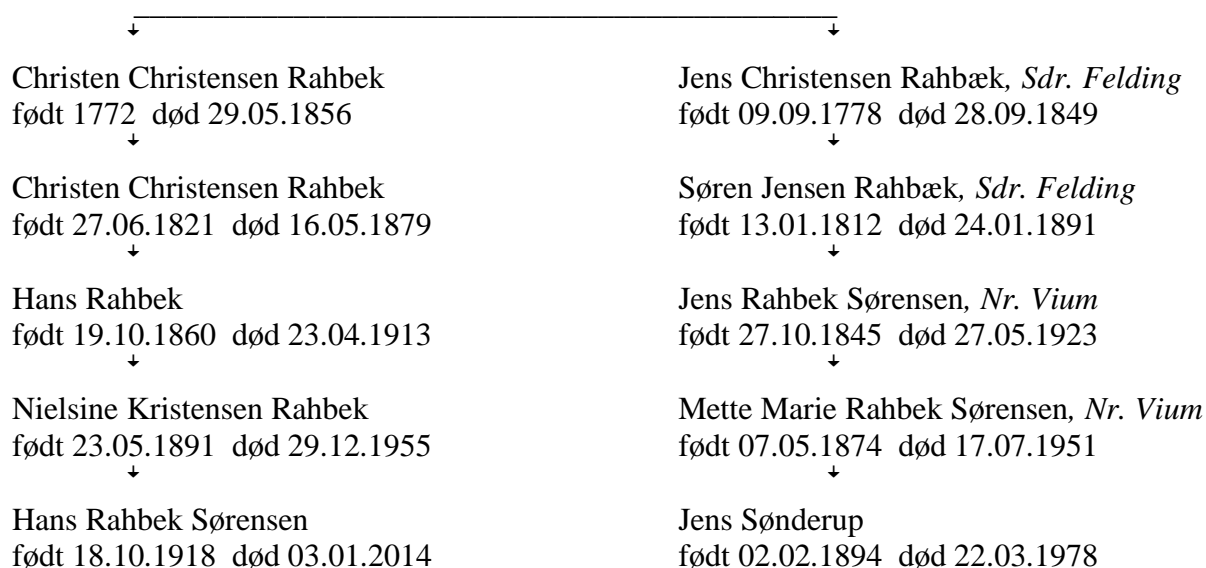 Christen Christensen Rahbek
født 1772 død 29.05.1856
Jens Christensen Rahbæk, Sdr. Felding
født 09.09.1778 død 28.09.1849
Christen Christensen Rahbek
født 27.06.1821 død 16.05.1879
Søren Jensen Rahbæk, Sdr. Felding
født 13.01.1812 død 24.01.1891
Hans Rahbek
født 19.10.1860 død 23.04.1913
Jens Rahbek Sørensen, Nr. Vium
født 27.10.1845 død 27.05.1923
Nielsine Kristensen Rahbek
født 23.05.1891 død 29.12.1955
Mette Marie Rahbek Sørensen, Nr. Vium
født 07.05.1874 død 17.07.1951
Hans Rahbek Sørensen
født 18.10.1918 død 03.01.2014
Jens Sønderup
født 02.02.1894 død 22.03.1978